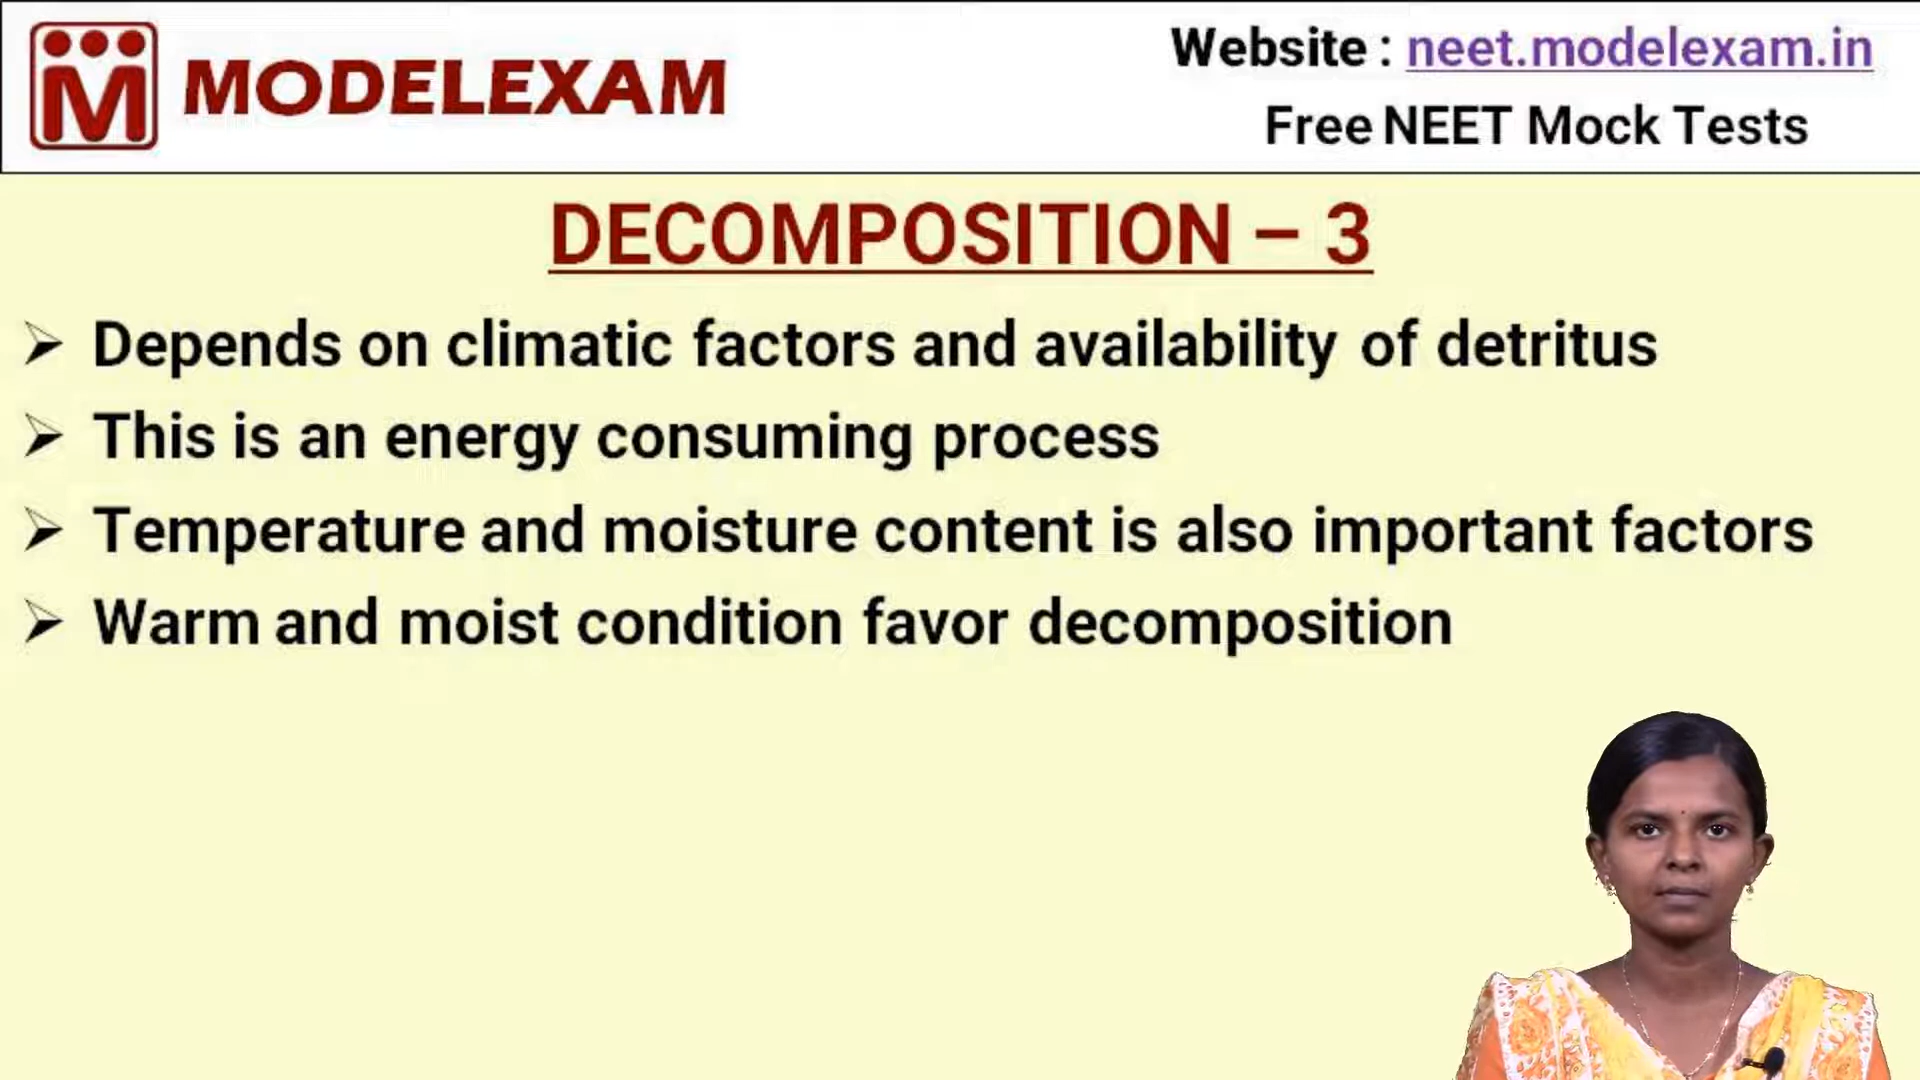 MODELEXAM
Website : neet.modelexam.in
Free NEET Mock Tests
DECOMPOSITION – 3
➢ Depends on climatic factors and availability of detritus
➢ This is an energy consuming process
➢ Temperature and moisture content is also important factors
➢ Warm and moist condition favor decomposition